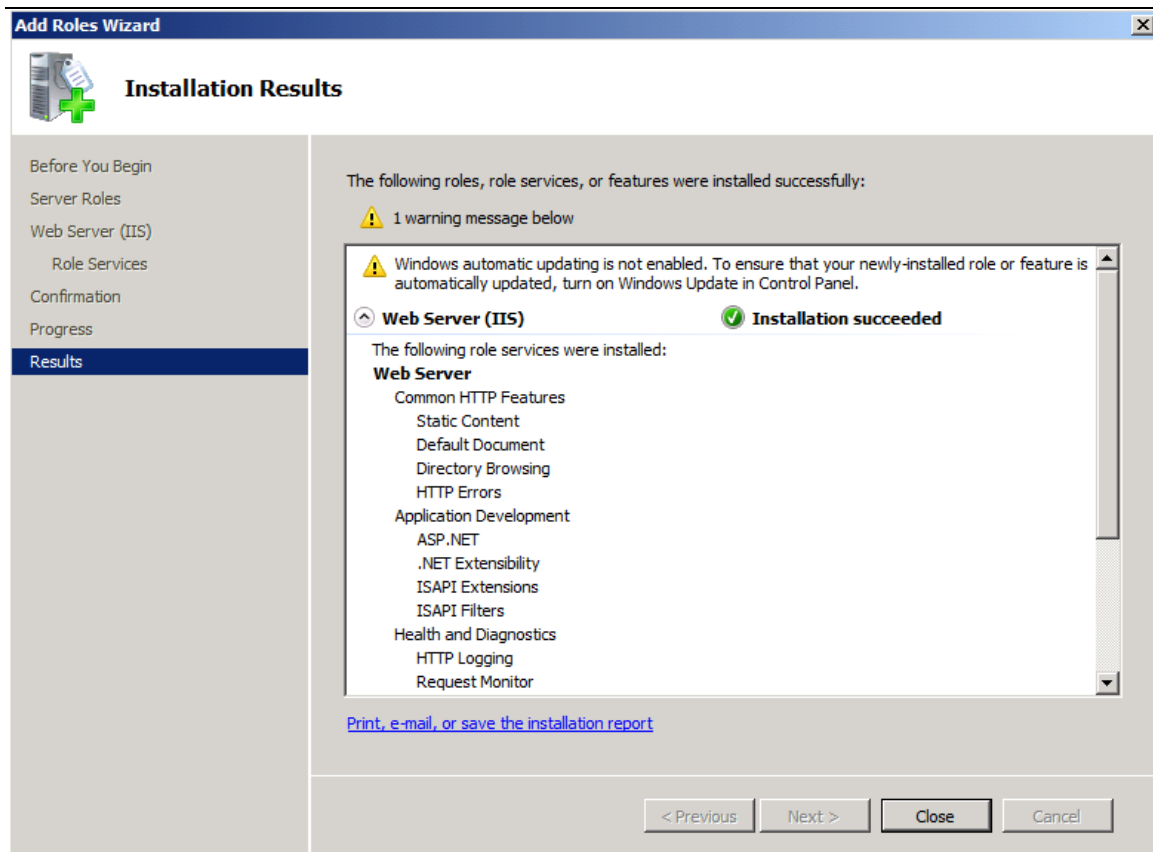 Add Roles Wizard
Installation Results
Before You Begin
Server Roles
Web Server (IIS)
Role Services
Confirmation
Progress
Results
The following roles, role services, or features were installed successfully:
1 warning message below
Windows automatic updating is not enabled. To ensure that your newly-installed role or feature is
automatically updated, turn on Windows Update in Control Panel.
Web Server (IIS) Installation succeeded
The following role services were installed:
Web Server
Common HTTP Features
Static Content
Default Document
Directory Browsing
HTTP Errors
Application Development
ASP.NET
.NET Extensibility
ISAPI Extensions
ISAPI Filters
Health and Diagnostics
HTTP Logging
Request Monitor
Print, e-mail, or save the installation report
< Previous Next > Close Cancel